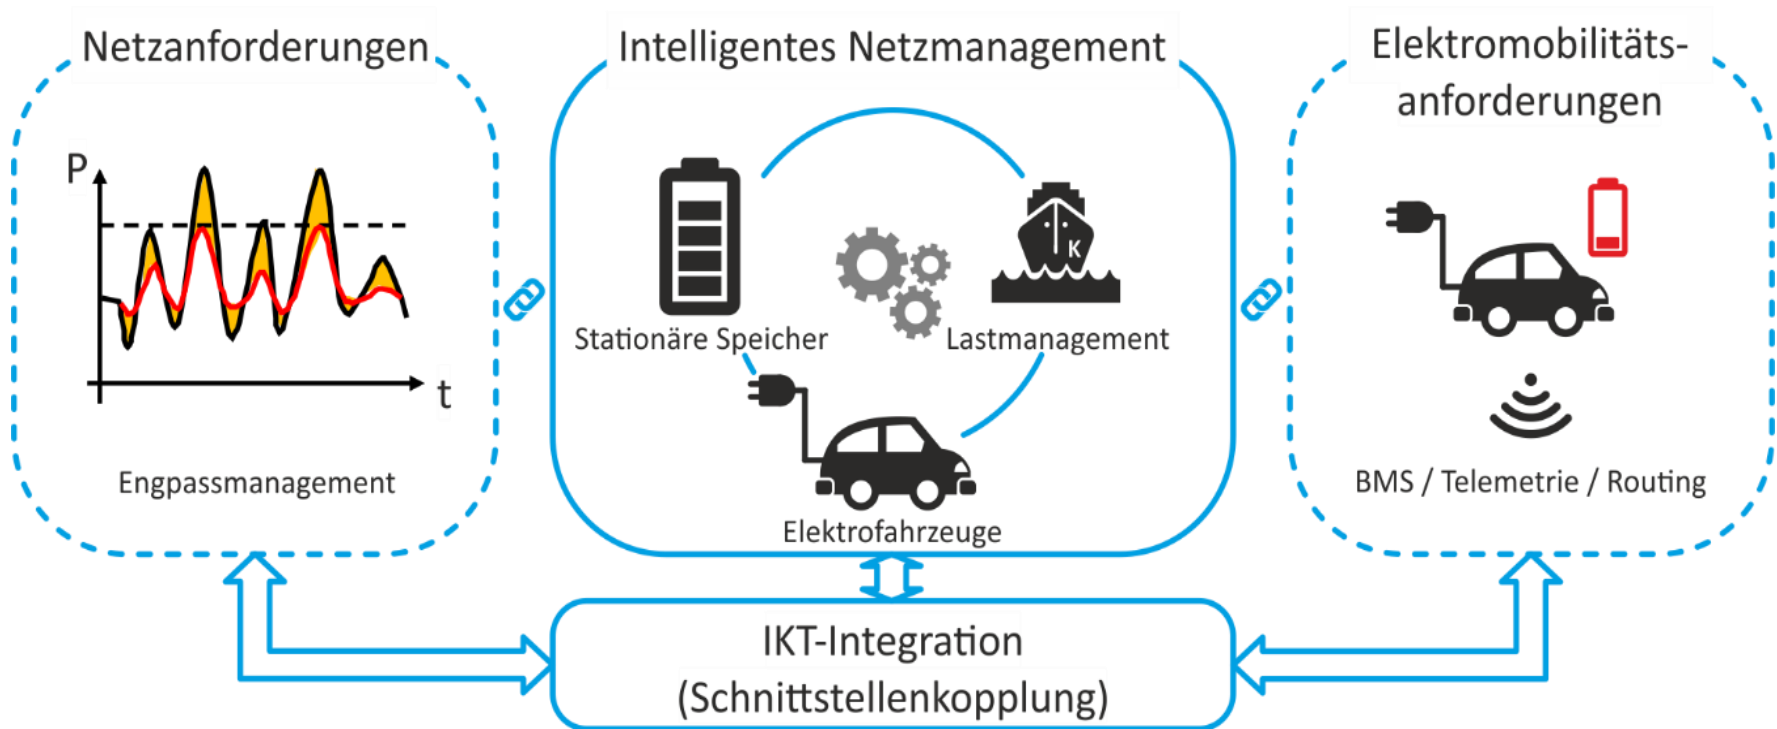 Netzanforderungen
P
t
Engpassmanagement
Intelligentes Netzmanagement
Stationäre Speicher
K
Lastmanagement
Elektrofahrzeuge
Elektromobilitäts-
anforderungen
BMS / Telemetrie / Routing
IKT-Integration
(Schnittstellenkopplung)